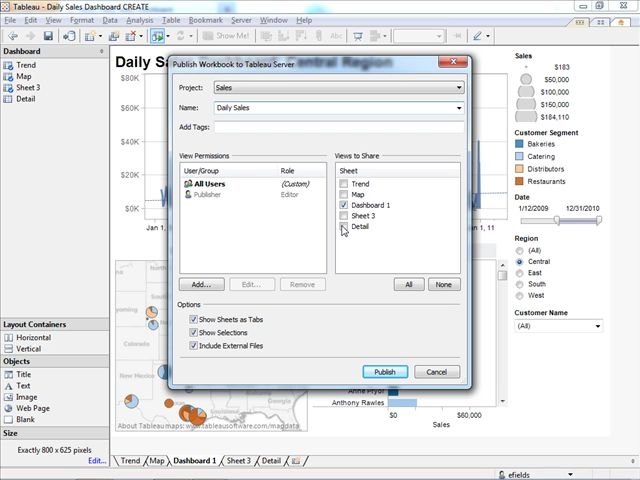 Tableau - Daily Sales Dashboard CREATE
File View Format Data Analysis Table Bookmark Server Window Help
Show Me!
Abc
Dashboard
Trend
Map
Sheet 3
Detail
Layout Containers
Horizontal
Vertical
Objects
Title
Text
Image
Web Page
Blank
Size
Exactly 800 x 625 pixels
Edit...
Daily Sa
Central Region
$80K
$60K
$40K
$20K
$0K
Jan 1,
Jan 1, 11
Publish Workbook to Tableau Server
Project: Sales
Name: Daily Sales
Add Tags:
View Permissions
User/Group Role
All Users (Custom)
Publisher Editor
Add... Edit... Remove
Views to Share
Sheet
Trend
Map
Dashboard 1
Sheet 3
Detail
All None
Options
Show Sheets as Tabs
Show Selections
Include External Files
Publish Cancel
Wyoming
Colorado
New Mexico
About Tableau maps: www.tableausoftware.com/mapdata
Anne Pryor
Anthony Rawles
$0 $60,000
Sales
Sales
$183
$50,000
$100,000
$150,000
$184,110
Customer Segment
Bakeries
Catering
Distributors
Restaurants
Date
1/12/2009 12/31/2010
Region
(All)
Central
East
South
West
Customer Name
(All)
Trend Map Dashboard 1 Sheet 3 Detail
efields